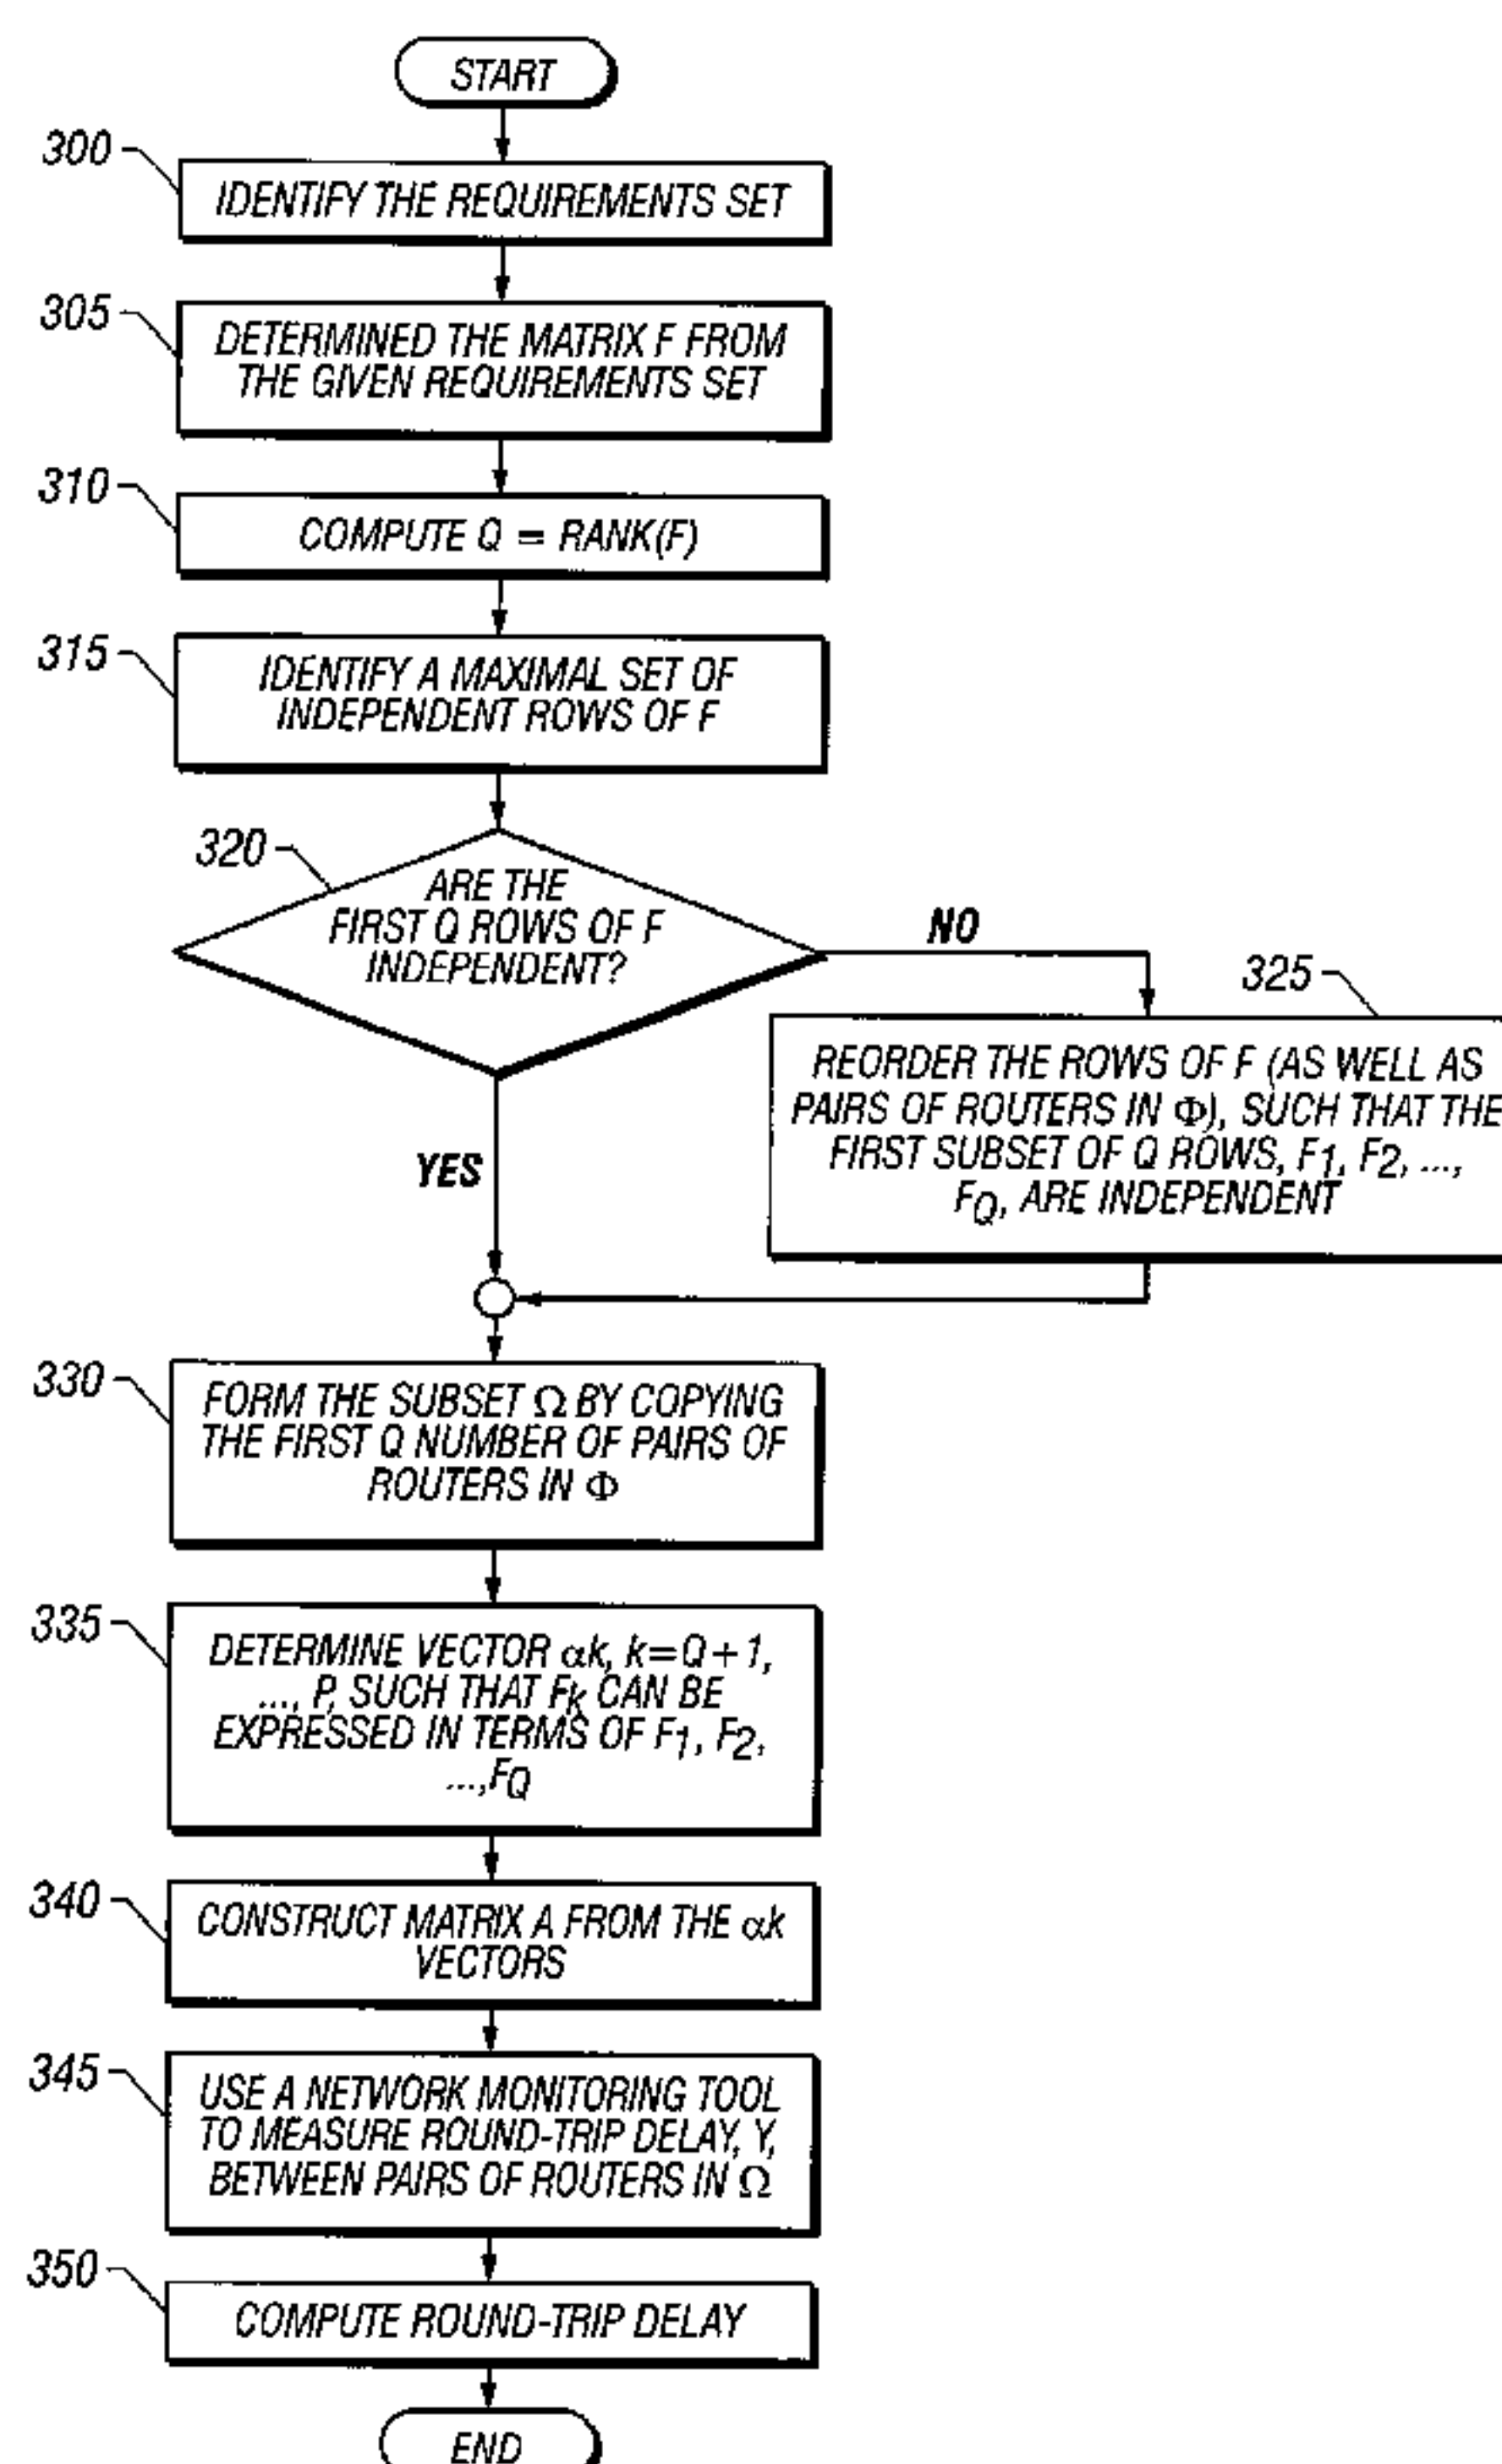 START
300
IDENTIFY THE REQUIREMENTS SET
305
DETERMINED THE MATRIX F FROM
THE GIVEN REQUIREMENTS SET
310
COMPUTE Q = RANK(F)
315
IDENTIFY A MAXIMAL SET OF
INDEPENDENT ROWS OF F
320
ARE THE
FIRST Q ROWS OF F
INDEPENDENT?
NO
325
REORDER THE ROWS OF F (AS WELL AS
PAIRS OF ROUTERS IN Φ), SUCH THAT THE
FIRST SUBSET OF Q ROWS, F1, F2, ...,
FQ, ARE INDEPENDENT
YES
330
FORM THE SUBSET Ω BY COPYING
THE FIRST Q NUMBER OF PAIRS OF
ROUTERS IN Φ
335
DETERMINE VECTOR αk, k=Q+1,
..., P, SUCH THAT Fk CAN BE
EXPRESSED IN TERMS OF F1, F2,
...,FQ
340
CONSTRUCT MATRIX A FROM THE αk
VECTORS
345
USE A NETWORK MONITORING TOOL
TO MEASURE ROUND-TRIP DELAY, Y,
BETWEEN PAIRS OF ROUTERS IN Ω
350
COMPUTE ROUND-TRIP DELAY
END